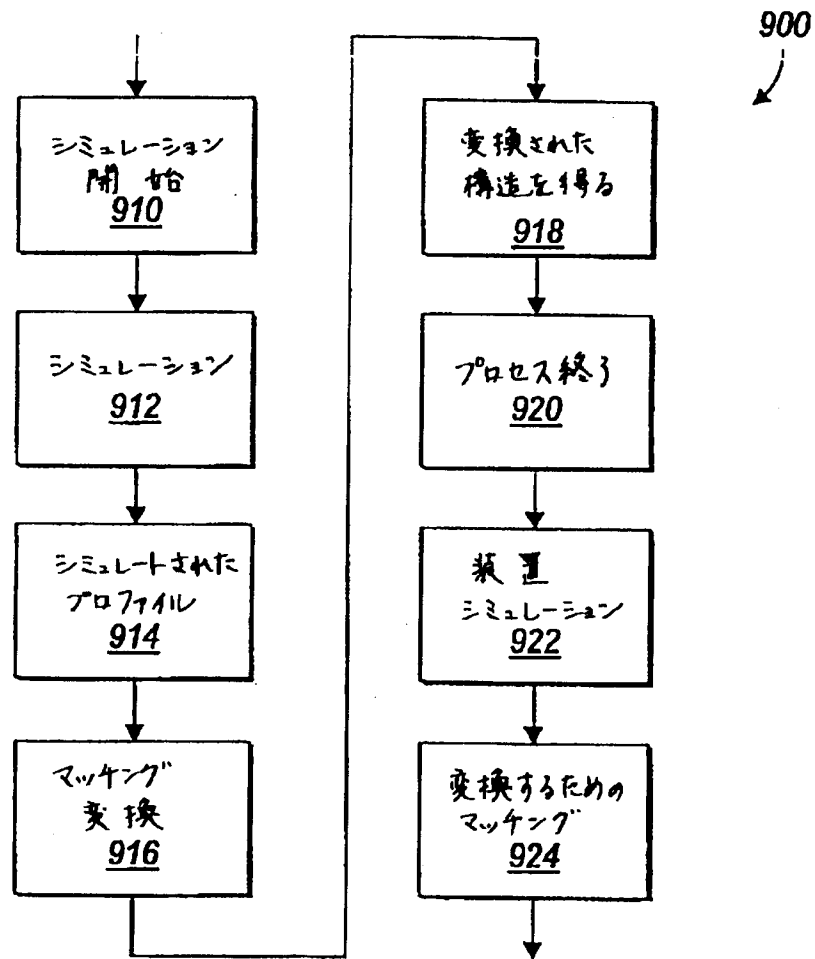 900
シミュレーション
開始
910
シミュレーション
912
シミュレートされた
プロファイル
914
マッチング
変換
916
変換された
構造を得る
918
プロセス終了
920
装置
シミュレーション
922
変換するための
マッチング
924